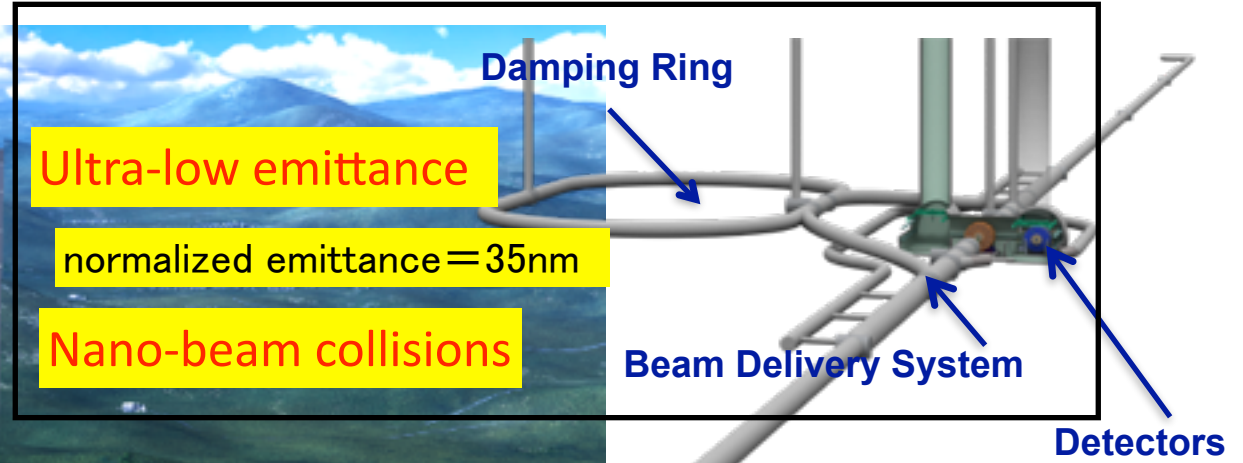 Damping Ring
Ultra-low emittance
normalized emittance＝35nm
Nano-beam collisions
Beam Delivery System
Detectors